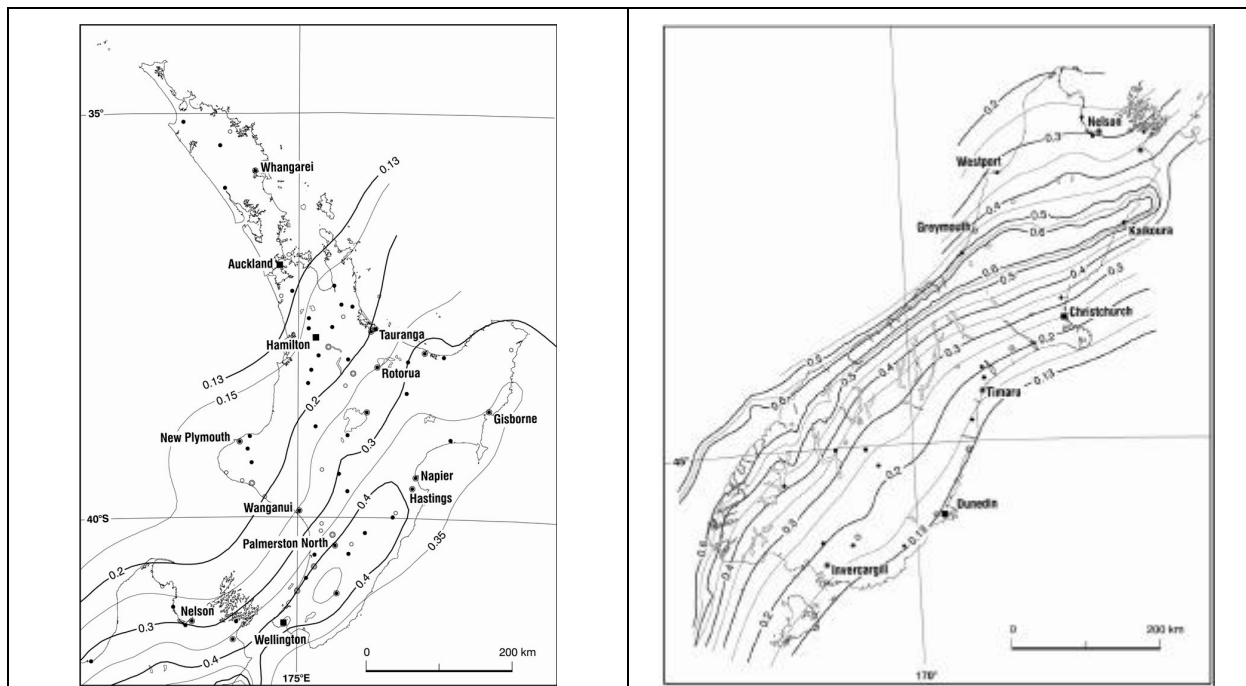 35°
Whangarei
0.13
Auckland
Tauranga
Hamilton
Rotorua
0.13
0.15
0.2
Gisborne
New Plymouth
0.3
Napier
Hastings
0.4
Wanganui
40°S
Palmerston North
0.35
0.4
0.2
Nelson
0.3
Wellington
0.4
0 200 km
175°E
0.2
Nelson
0.3
Westport
0.4
0.5
Greymouth
0.6
Kaikoura
0.6
0.5
0.4
0.3
Christchurch
0.2
0.3
0.4
0.5
0.13
0.6
Timaru
45°
0.2
Dunedin
0.3
0.13
0.6
0.4
Invercargill
0.2
0 200 km
170°